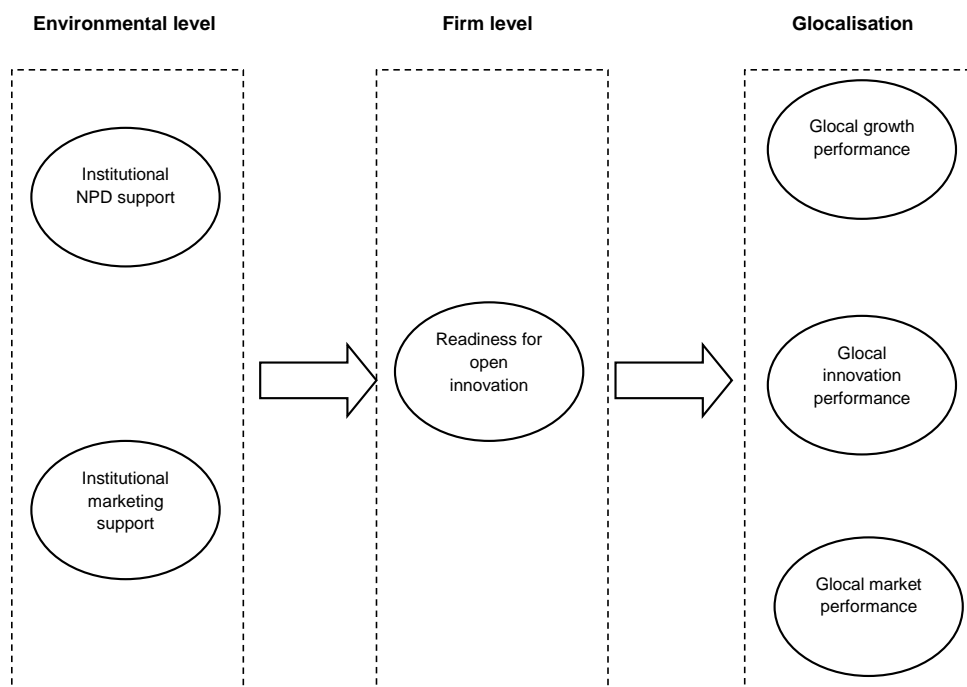 Environmental level
Firm level
Glocalisation
Institutional
NPD support
Institutional
marketing
support
Readiness for
open
innovation
Glocal growth
performance
Glocal
innovation
performance
Glocal market
performance